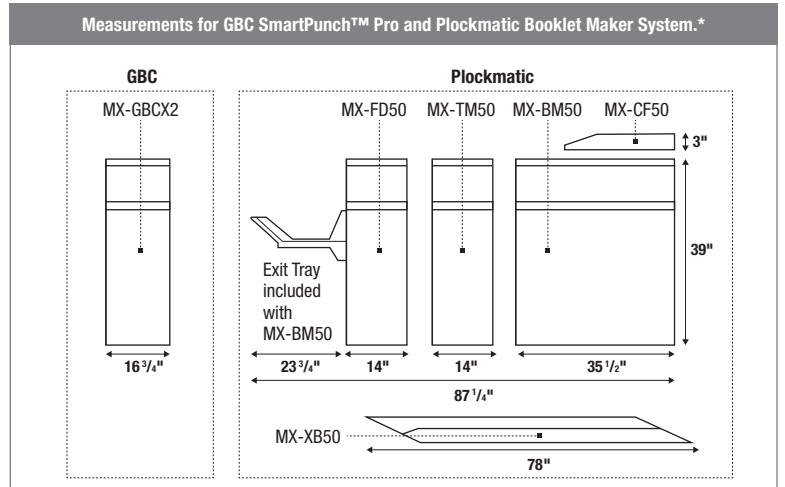 Measurements for GBC SmartPunch™ Pro and Plockmatic Booklet Maker System.*
GBC
Plockmatic
MX-GBCX2
MX-FD50
MX-TM50
MX-BM50
MX-CF50
3"
39"
Exit Tray
included
with
MX-BM50
16 3/4"
23 3/4"
14"
14"
35 1/2"
87 1/4"
MX-XB50
78"